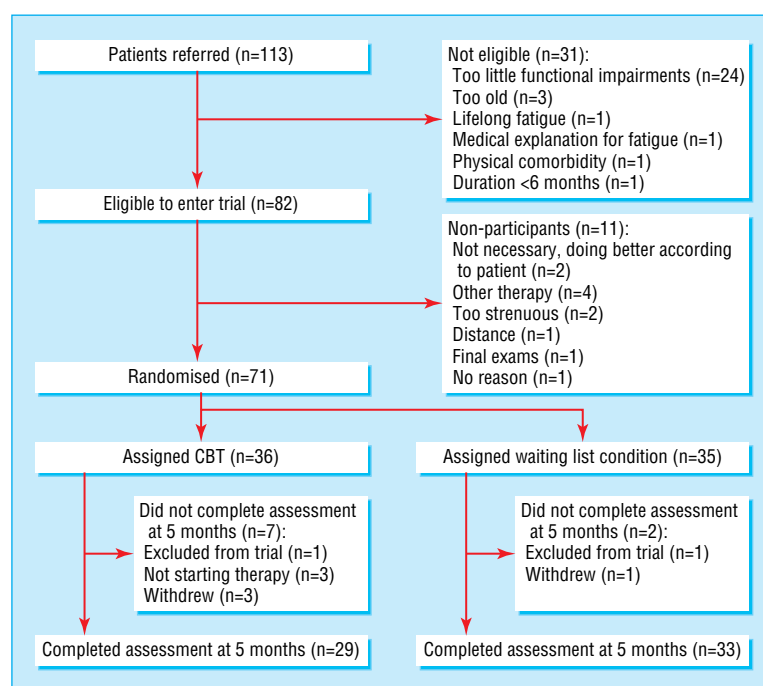 Patients referred (n=113)
Not eligible (n=31):
Too little functional impairments (n=24)
Too old (n=3)
Lifelong fatigue (n=1)
Medical explanation for fatigue (n=1)
Physical comorbidity (n=1)
Duration <6 months (n=1)
Eligible to enter trial (n=82)
Non-participants (n=11):
Not necessary, doing better according
to patient (n=2)
Other therapy (n=4)
Too strenuous (n=2)
Distance (n=1)
Final exams (n=1)
No reason (n=1)
Randomised (n=71)
Assigned CBT (n=36)
Assigned waiting list condition (n=35)
Did not complete assessment
at 5 months (n=7):
Excluded from trial (n=1)
Not starting therapy (n=3)
Withdrew (n=3)
Did not complete assessment
at 5 months (n=2):
Excluded from trial (n=1)
Withdrew (n=1)
Completed assessment at 5 months (n=29)
Completed assessment at 5 months (n=33)